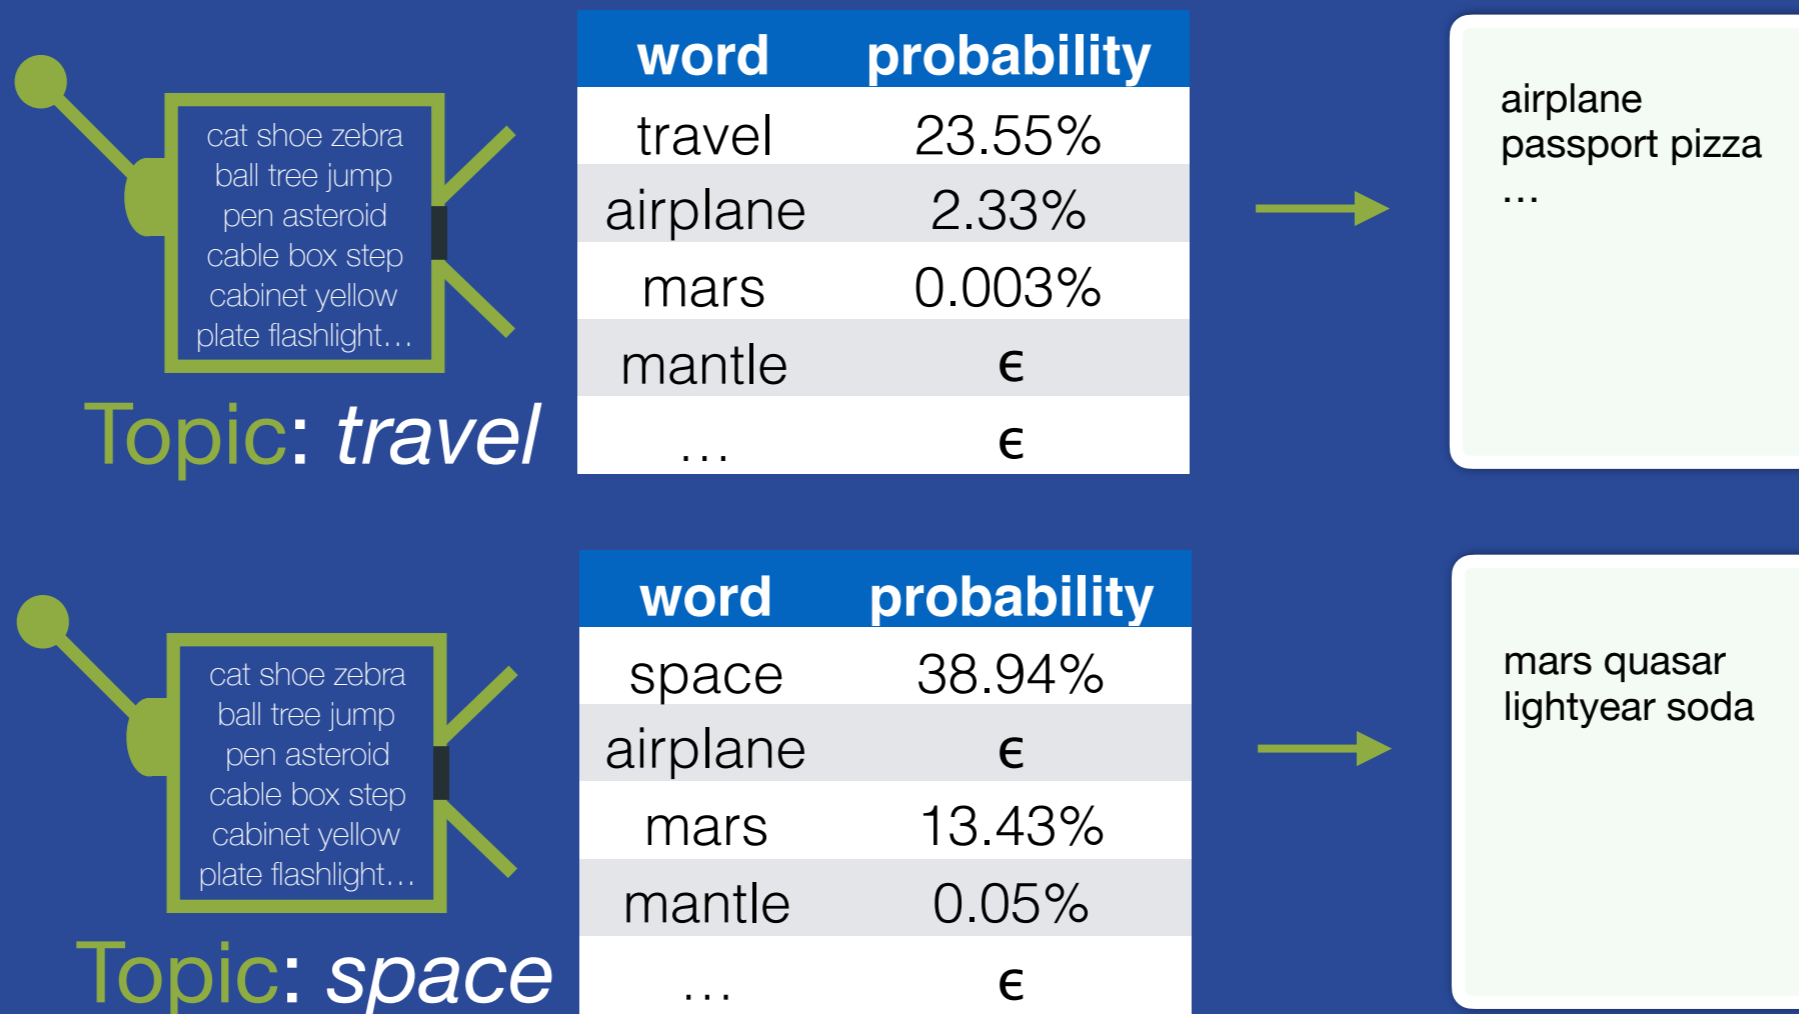 cat shoe zebra
ball tree jump
pen asteroid
cable box step
cabinet yellow
plate flashlight...
Topic: travel
word probability
travel 23.55%
airplane 2.33%
mars 0.003%
mantle ϵ
... ϵ
airplane
passport pizza
...
cat shoe zebra
ball tree jump
pen asteroid
cable box step
cabinet yellow
plate flashlight...
Topic: space
word probability
space 38.94%
airplane ϵ
mars 13.43%
mantle 0.05%
... ϵ
mars quasar
lightyear soda